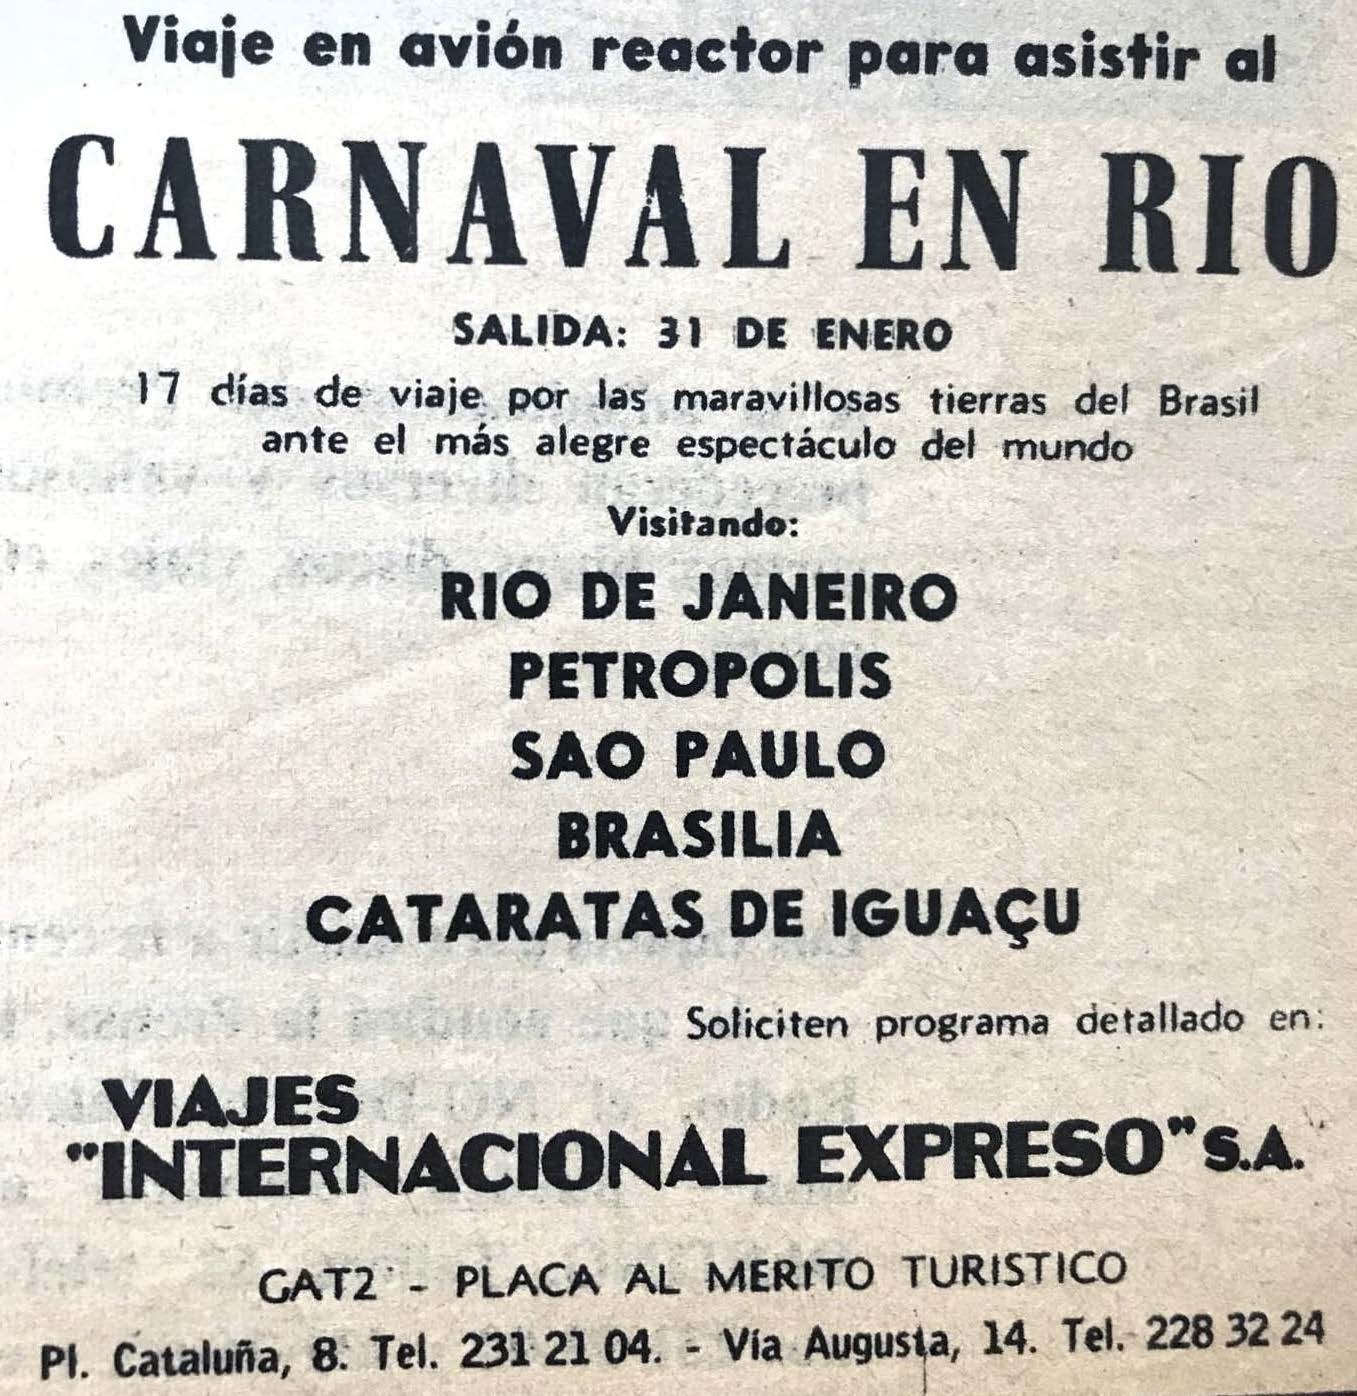 Viaje en avión reactor para asistir al
CARNAVAL EN RIO
SALIDA: 31 DE ENERO
17 días de viaje por las maravillosas tierras del Brasil
ante el más alegre espectáculo del mundo
Visitando:
RIO DE JANEIRO
PETROPOLIS
SAO PAULO
BRASILIA
CATARATAS DE IGUAÇU
Soliciten programa detallado en:
VIAJES
"INTERNACIONAL EXPRESO" S.A.
GAT2 - PLACA AL MERITO TURISTICO
Pl. Cataluña, 8. Tel. 231 21 04. - Vía Augusta, 14. Tel. 228 32 24